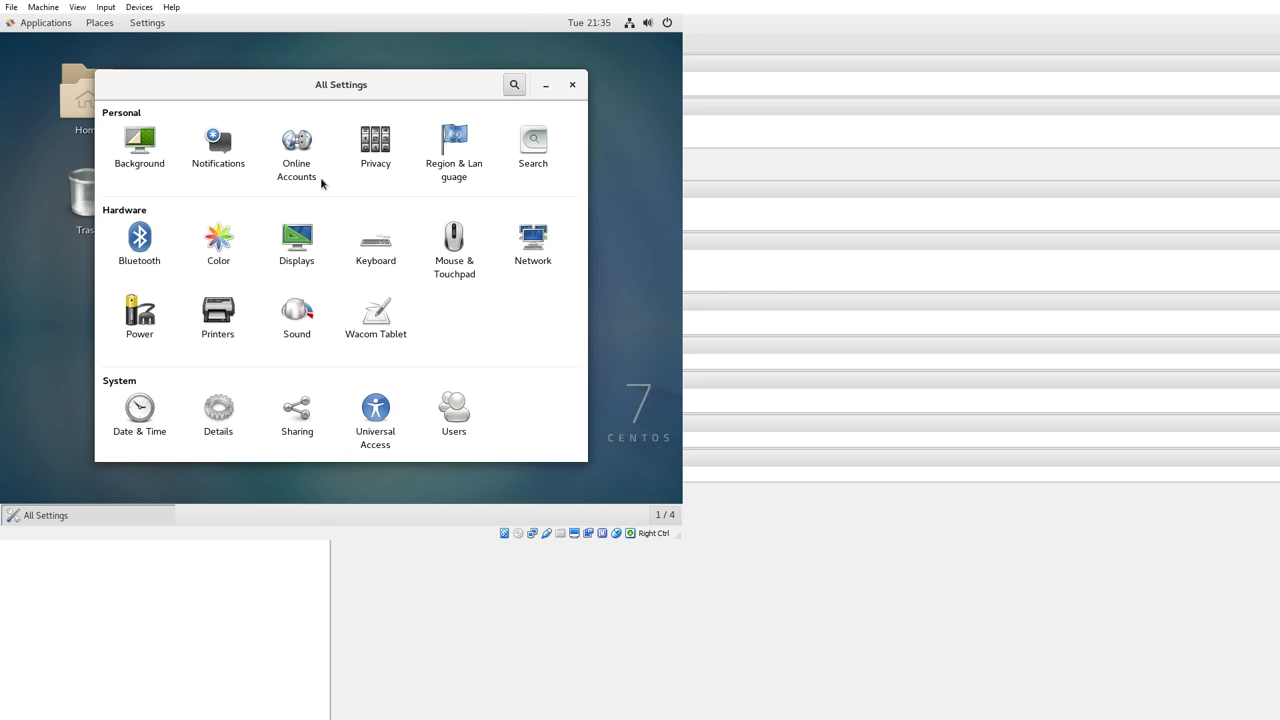 File Machine View Input Devices Help
Applications Places Settings Tue 21:35
All Settings
Personal
Background Notifications Online Accounts Privacy Region & Lan guage Search
Hardware
Bluetooth Color Displays Keyboard Mouse & Touchpad Network
Power Printers Sound Wacom Tablet
System
Date & Time Details Sharing Universal Access Users
7
CENTOS
All Settings 1 / 4
Right Ctrl